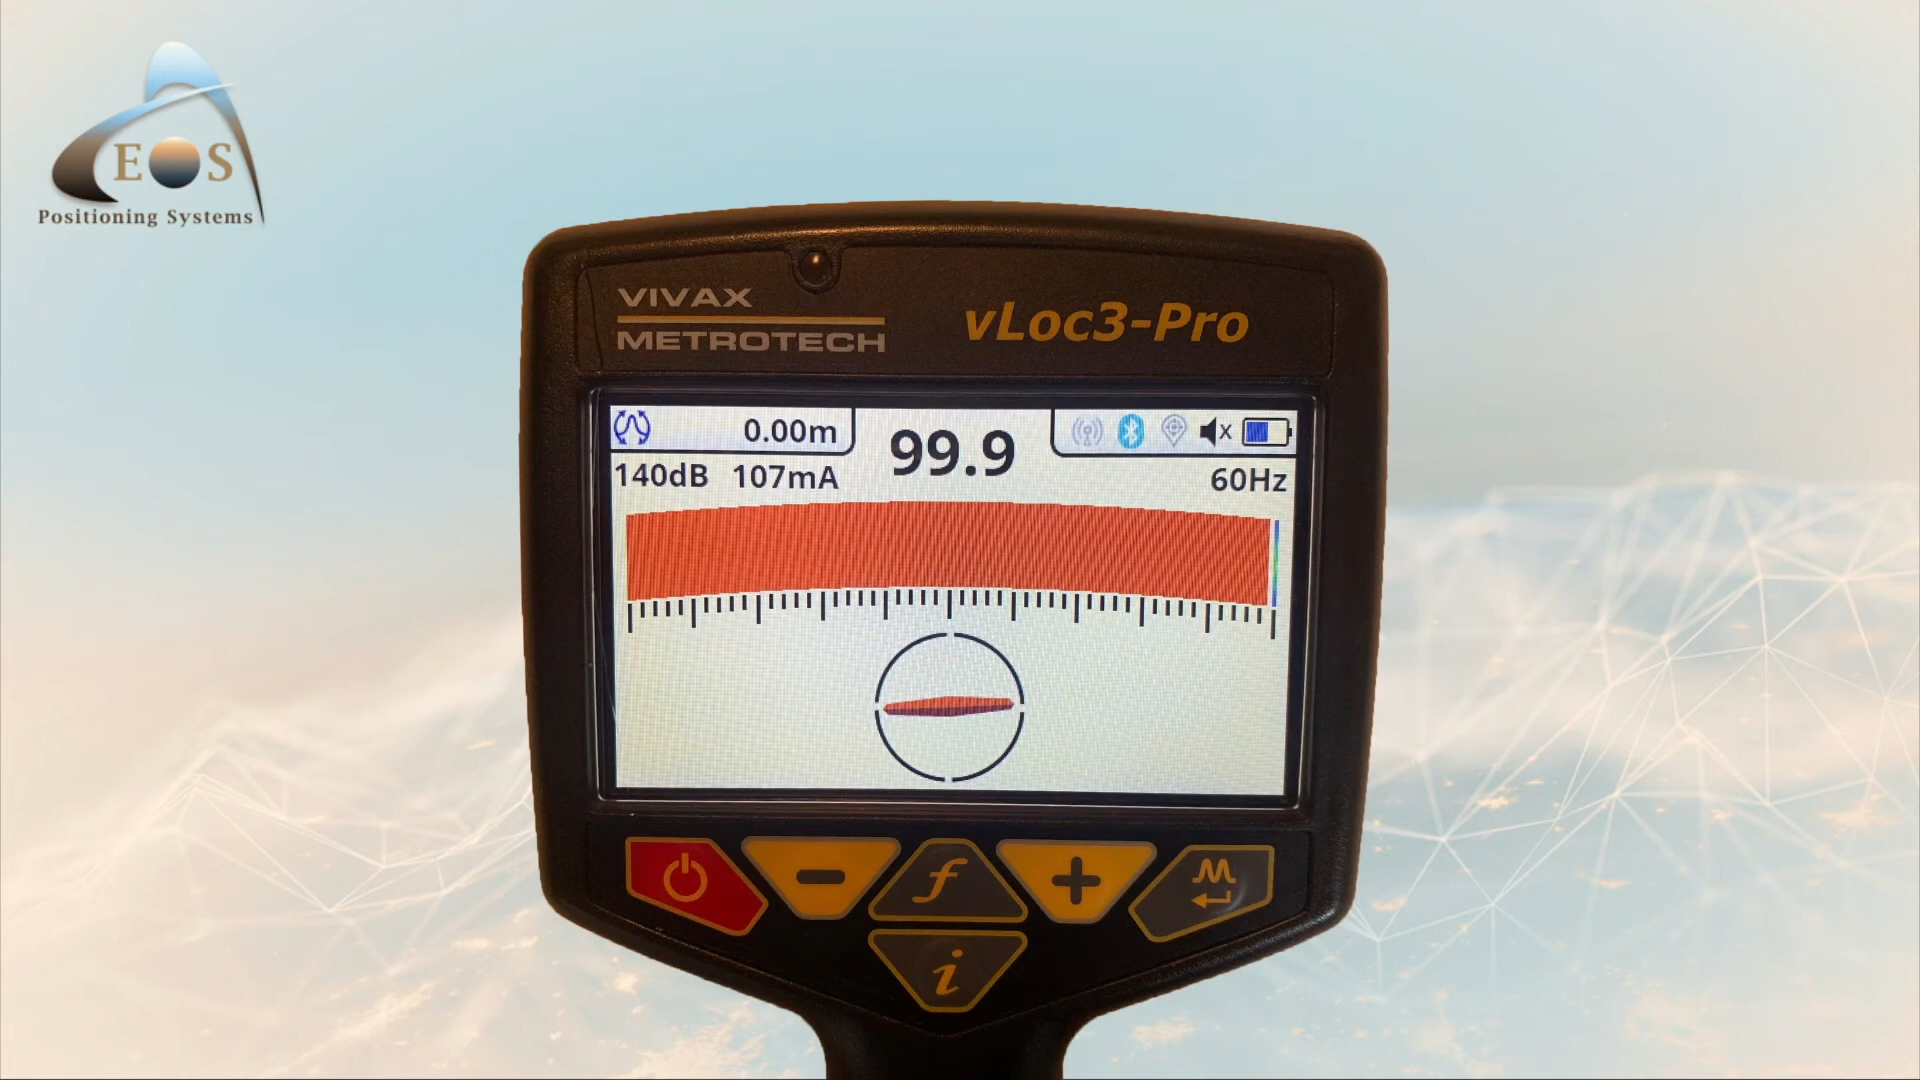 EOS
Positioning Systems
VIVAX
METROTECH
vLoc3-Pro
0.00m
99.9
140dB 107mA
60Hz
f
i